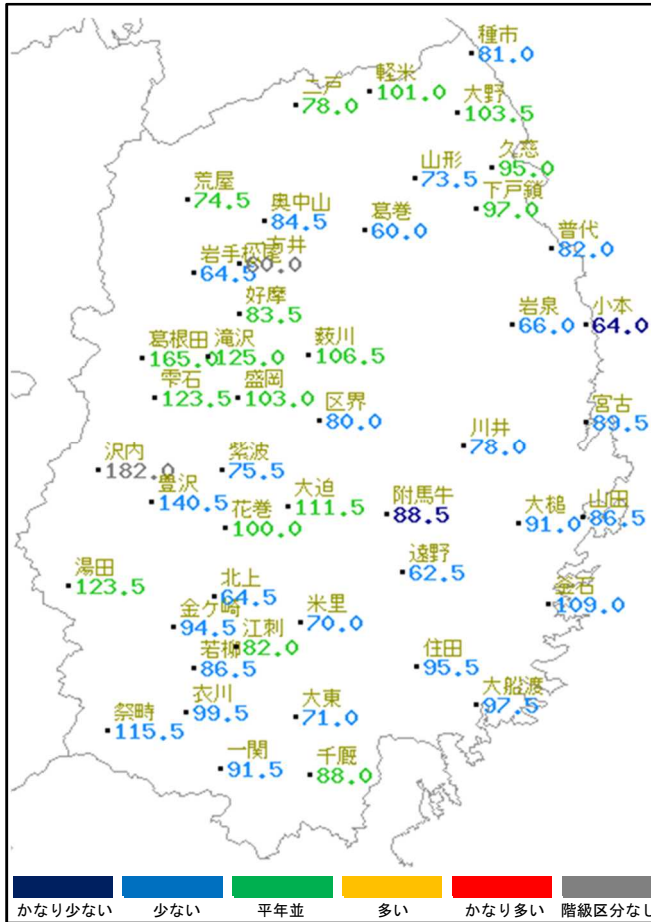 種市
81.0
軽米
101.0
二戸
78.0
大野
103.5
久慈
95.0
山形
73.5
荒屋
74.5
下戸鎖
97.0
奥中山
84.5
葛巻
60.0
普代
82.0
一方井
60.0
岩手松尾
64.5
好摩
83.5
岩泉
66.0
小本
64.0
葛根田
165.0
滝沢
125.0
薮川
106.5
雫石
123.5
盛岡
103.0
区界
80.0
宮古
89.5
川井
78.0
沢内
182.0
紫波
75.5
豊沢
140.5
大迫
111.5
附馬牛
88.5
山田
86.5
大槌
91.0
花巻
100.0
遠野
62.5
湯田
123.5
北上
64.5
釜石
109.0
金ケ崎
94.5
米里
70.0
江刺
82.0
若柳
86.5
住田
95.5
大船渡
97.5
衣川
99.5
大東
71.0
祭畤
115.5
一関
91.5
千厩
88.0
かなり少ない
少ない
平年並
多い
かなり多い
階級区分なし